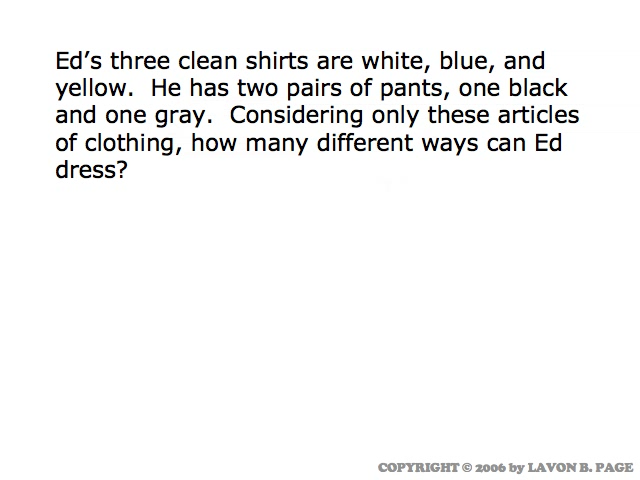 Ed’s three clean shirts are white, blue, and
yellow.  He has two pairs of pants, one black
and one gray.  Considering only these articles
of clothing, how many different ways can Ed
dress?
COPYRIGHT © 2006 by LAVON B. PAGE